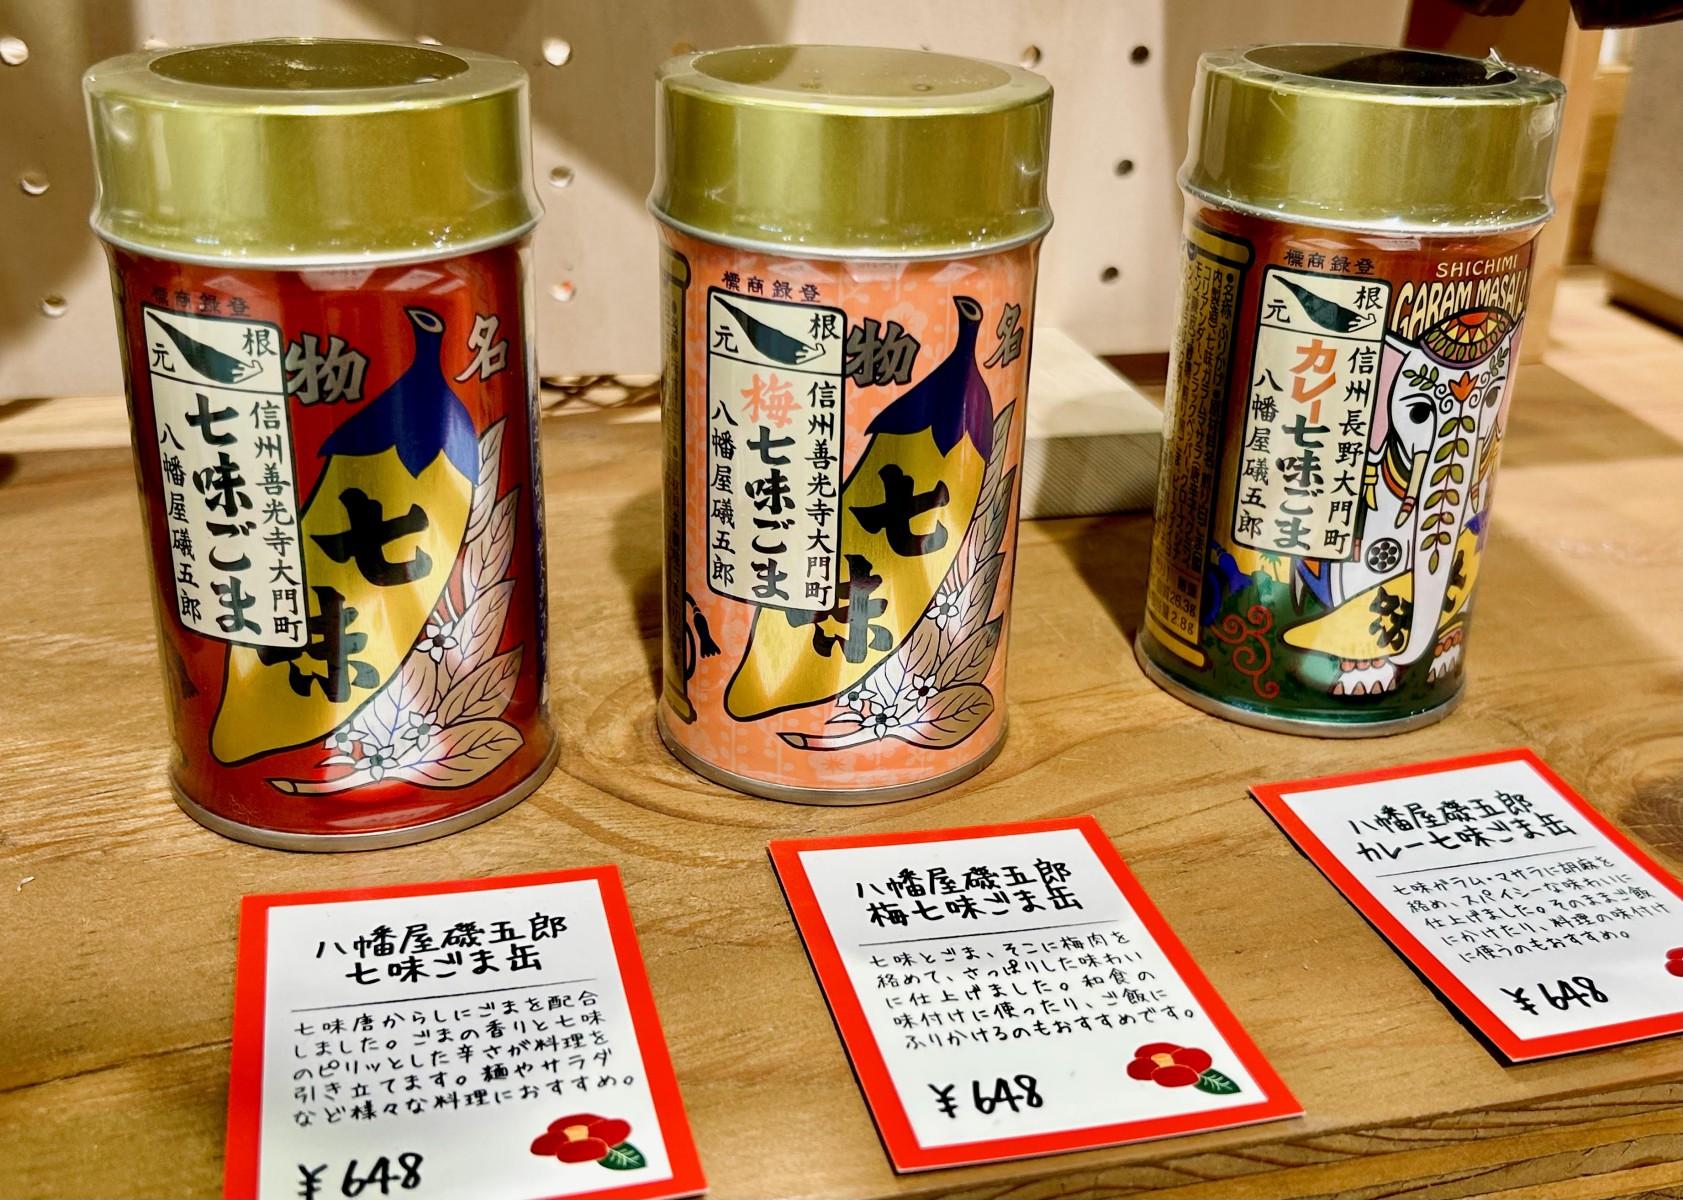 標商録登
元
根
七味ごま
信州善光寺大門町
八幡屋礒五郎
名
物
七味
標商録登
元
根
梅
七味ごま
信州善光寺大門町
八幡屋礒五郎
名
物
七味
標商録登
元
根
カレー七味ごま
信州長野大門町
八幡屋礒五郎
SHICHIMI
GARAM MASAL
八幡屋磯五郎
七味ごま缶
七味唐からしにごまを配合
しました。ごまの香りと七味
のピリッとした辛さが料理を
引き立てます。麺やサラダ
など様々な料理におすすめ。
¥648
八幡屋磯五郎
梅七味ごま缶
七味とごま、そこに梅肉を
絡めて、さっぱりした味わい
に仕上げました。和食の
味付けに使ったり、ご飯に
ふりかけるのもおすすめです。
¥648
八幡屋磯五郎
カレー七味ごま缶
七味ガラム・マサラに胡麻を
絡め、スパイシーな味わいに
仕上げました。そのままご飯
にかけたり、料理の味付け
に使うのもおすすめ。
¥648